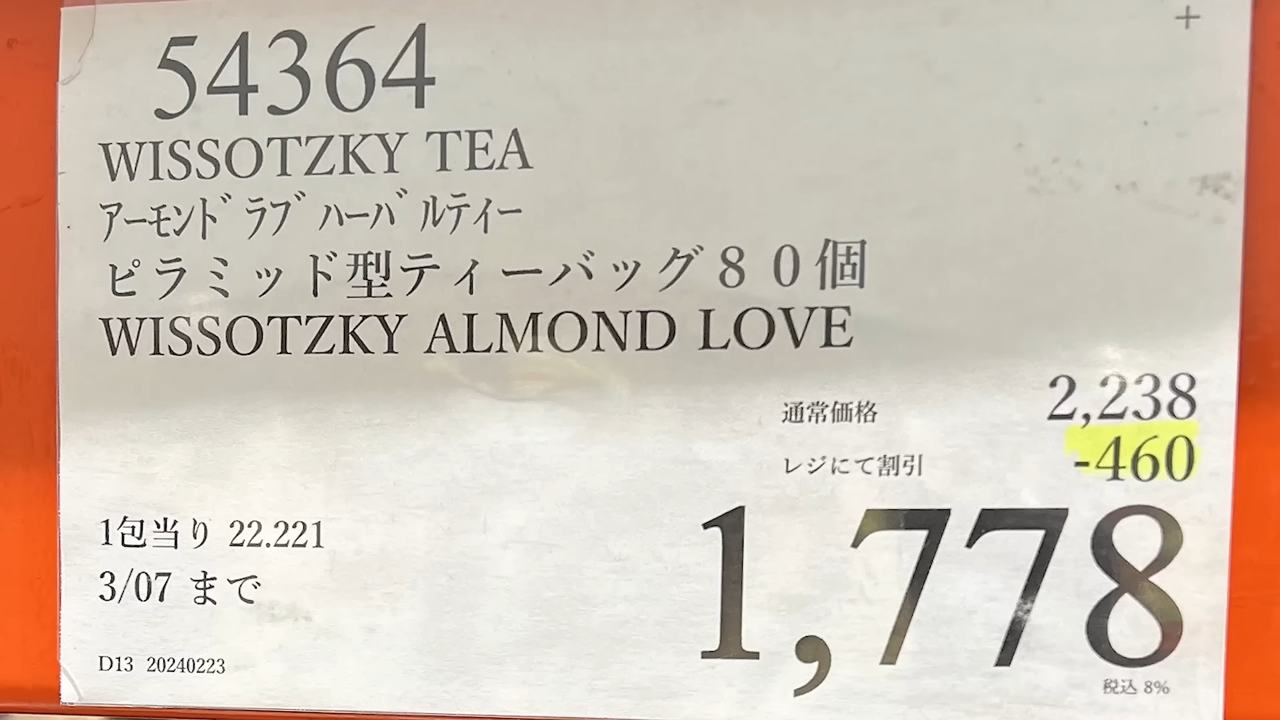 54364
WISSOTZKY TEA
ｱｰﾓﾝﾄﾞ ﾗﾌﾞ ﾊｰﾊﾞﾙﾃｨｰ
ピラミッド型ティーバッグ８０個
WISSOTZKY ALMOND LOVE
通常価格 2,238
レジにて割引 -460
1,778
税込 8%
1包当り 22.221
3/07 まで
D13 20240223